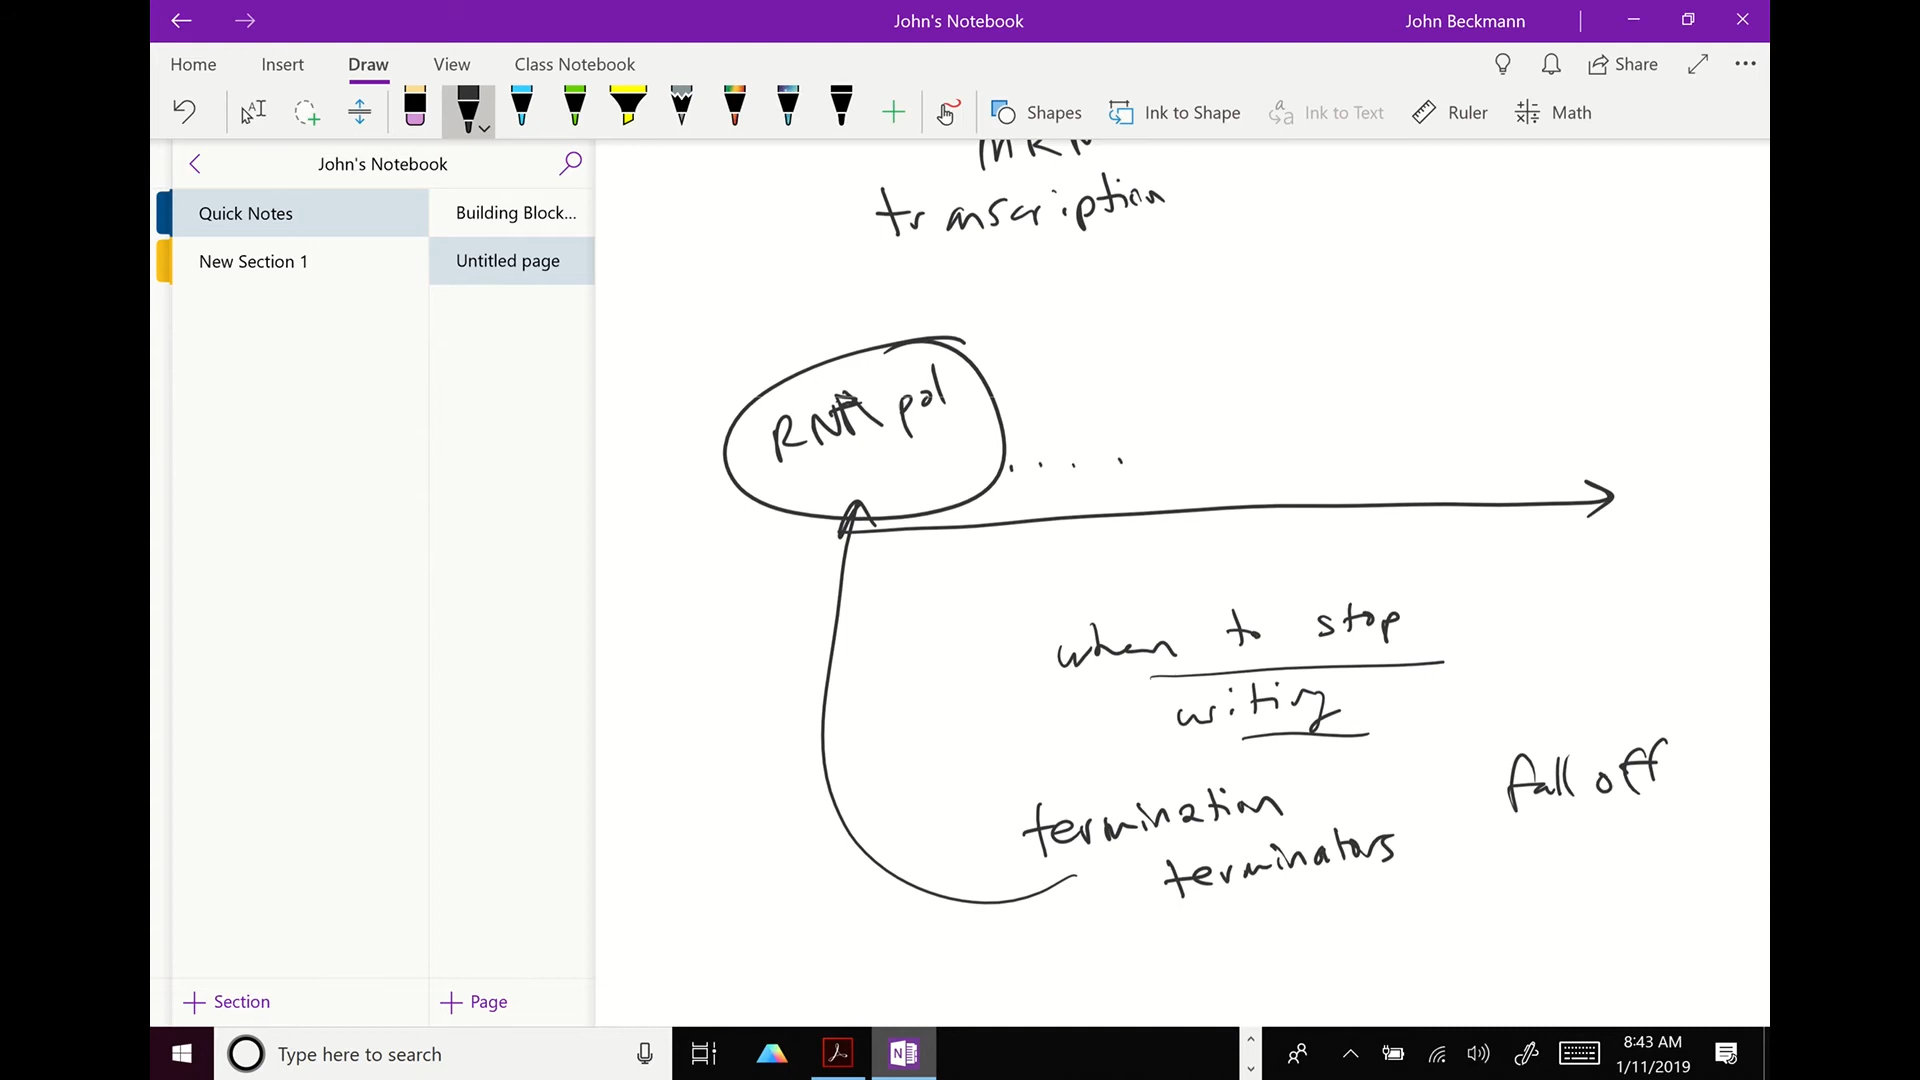 John's Notebook
John Beckmann
Home Insert Draw View Class Notebook
Share
Shapes Ink to Shape Ink to Text Ruler Math
John's Notebook
Quick Notes
New Section 1
Building Block...
Untitled page
transcription
RNA pol
. . . .
when to stop
writing
fall off
termination
terminators
Section
Page
Type here to search
8:43 AM
1/11/2019